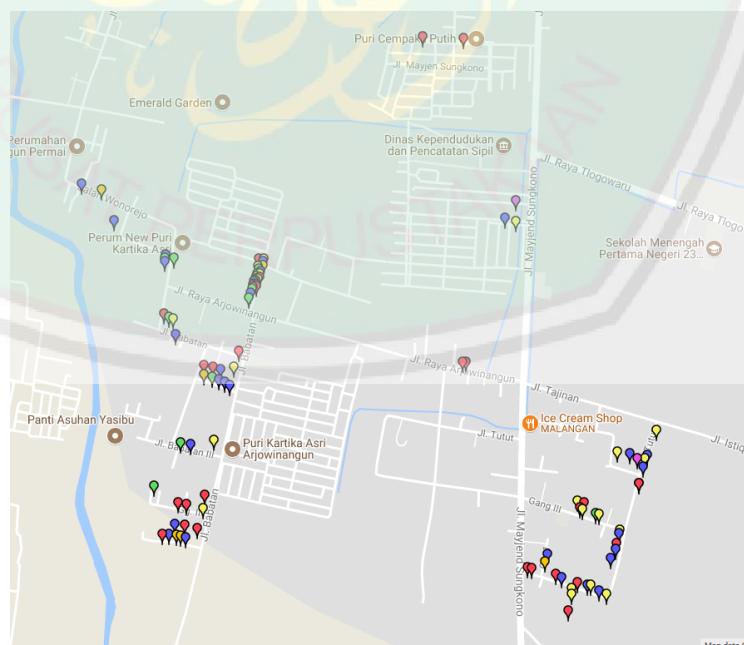 Puri Cempaka Putih
Jl. Mayjen Sungkono
Emerald Garden
Perumahan
gun Permai
Dinas Kependudukan
dan Pencatatan Sipil
Jl. Raya Tlogowaru
Jl. Raya Tlogo
Jalan Wonorejo
PERPUSTAKAAN
Jl. Mayjend Sungkono
Perum New Puri
Kartika Asri
Sekolah Menengah
Pertama Negeri 23...
Jl. Raya Arjowinangun
Jl. Babatan
Jl. Raya Arjowinangun
Jl. Tajinan
Panti Asuhan Yasibu
Ice Cream Shop
MALANGAN
Jl. Babatan III
Puri Kartika Asri
Arjowinangun
Jl. Tutut
Jl. Istiq
Gang III
Jl. Babatan
Jl. Mayjend Sungkono